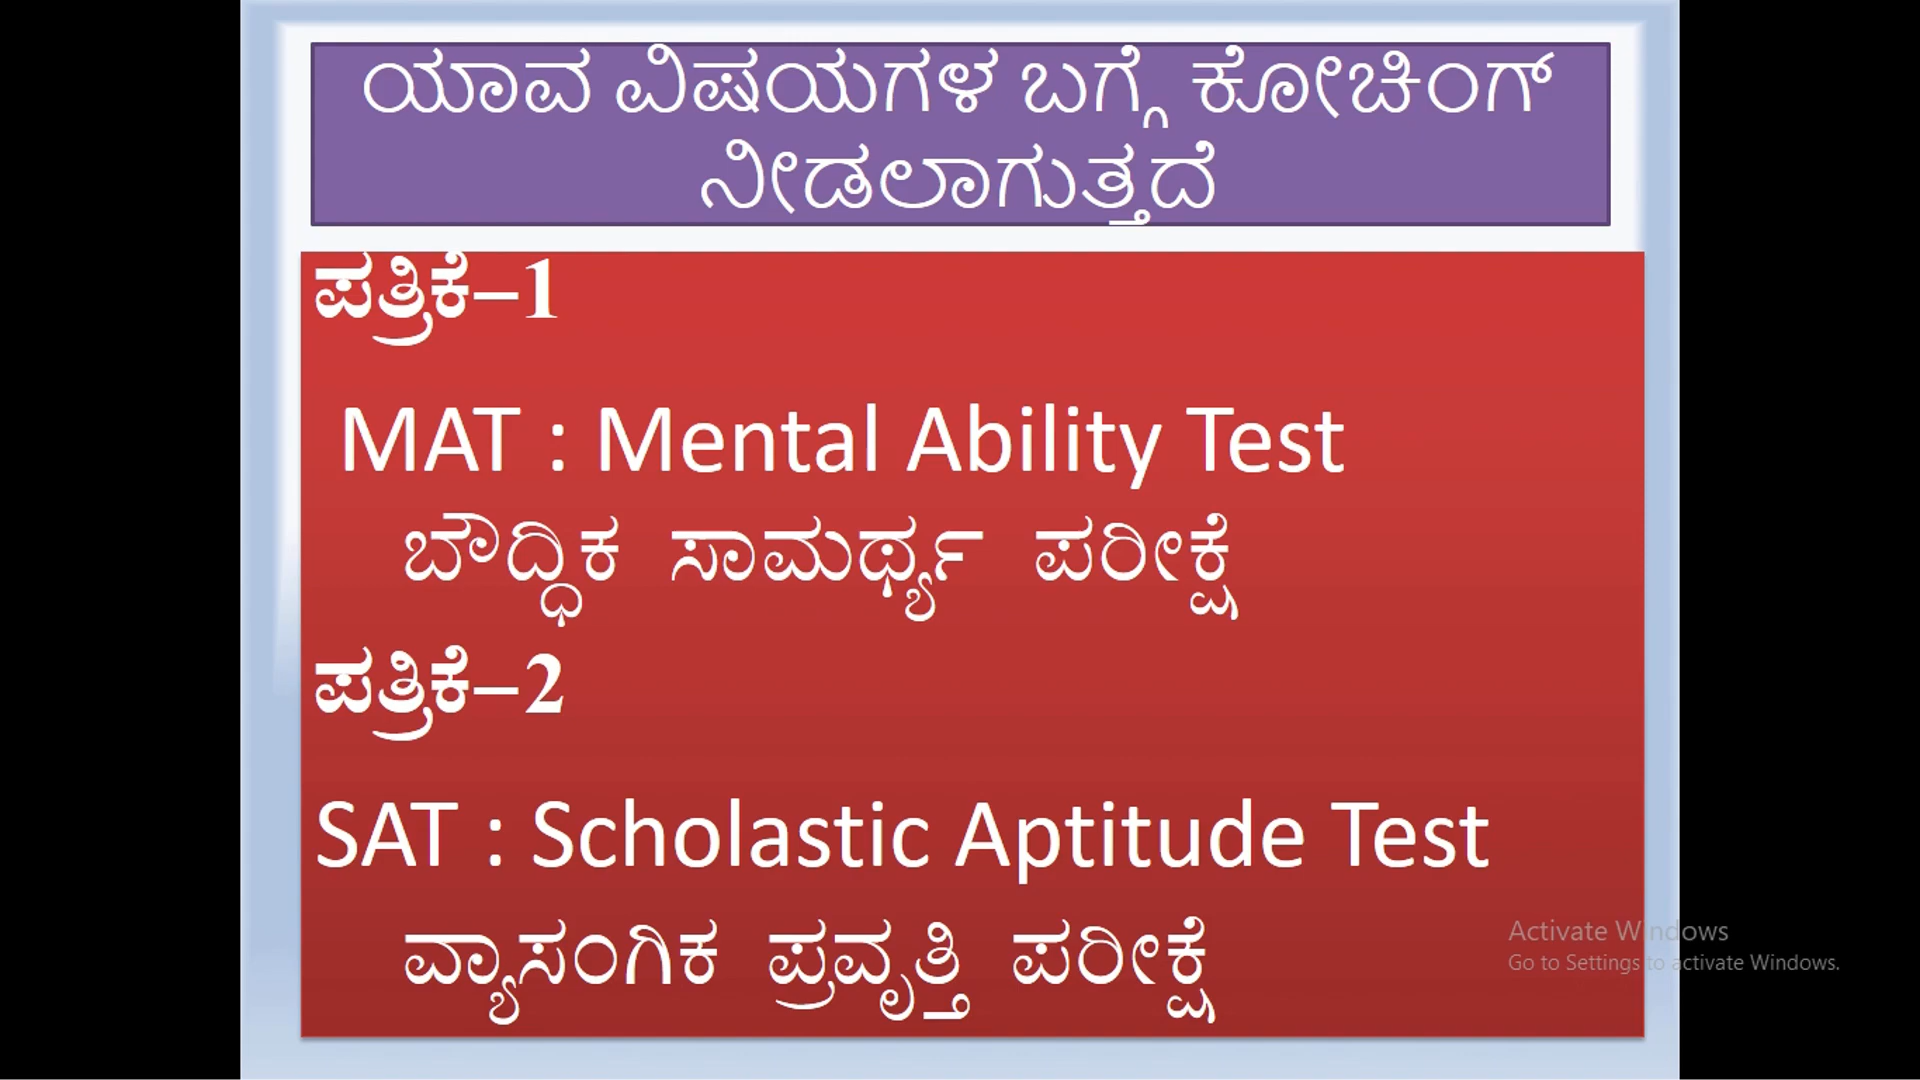 ಯಾವ ವಿಷಯಗಳ ಬಗ್ಗೆ ಕೋಚಿಂಗ್
ನೀಡಲಾಗುತ್ತದೆ
ಪತ್ರಿಕೆ–1
MAT : Mental Ability Test
ಬೌದ್ಧಿಕ ಸಾಮರ್ಥ್ಯ ಪರೀಕ್ಷೆ
ಪತ್ರಿಕೆ–2
SAT : Scholastic Aptitude Test
ವ್ಯಾಸಂಗಿಕ ಪ್ರವೃತ್ತಿ ಪರೀಕ್ಷೆ
Activate Windows
Go to Settings to activate Windows.